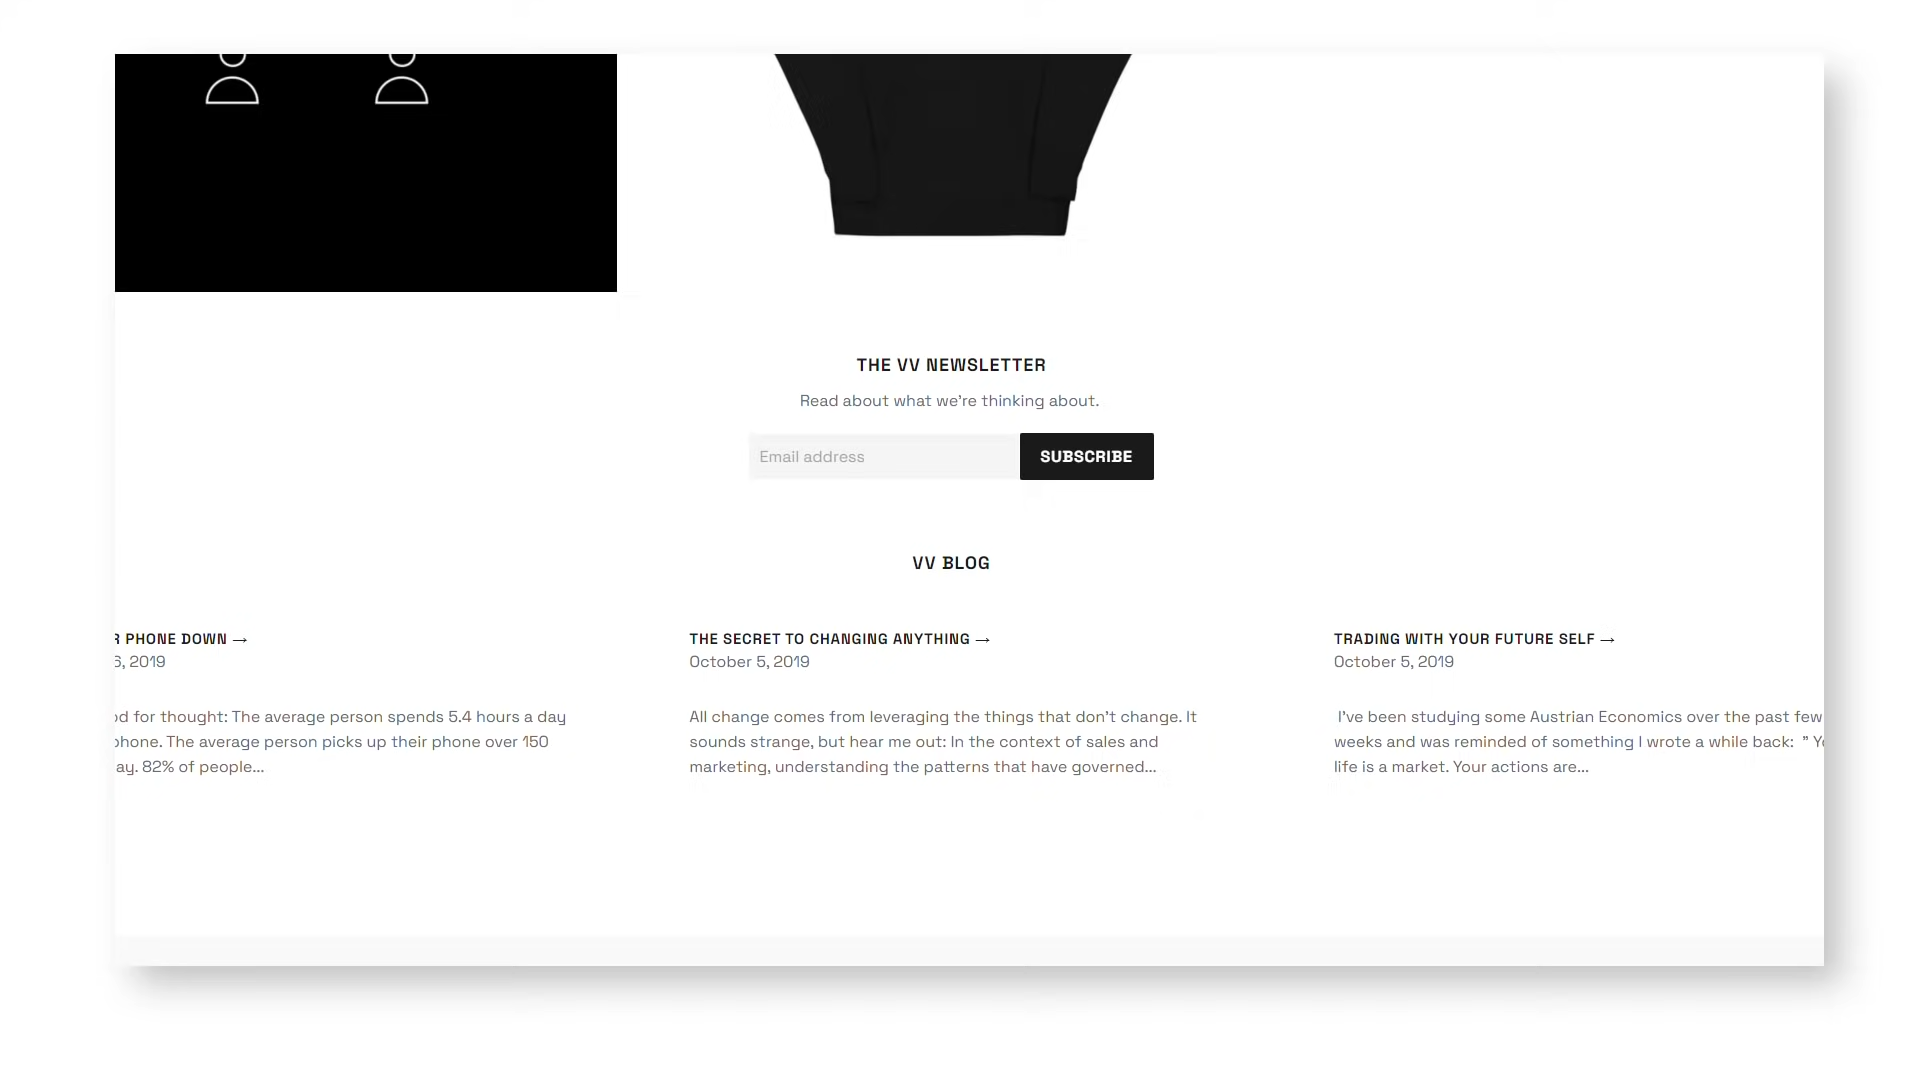 THE VV NEWSLETTER
Read about what we're thinking about.
Email address
SUBSCRIBE
VV BLOG
PHONE DOWN →
6, 2019
for thought: The average person spends 5.4 hours a day
phone. The average person picks up their phone over 150
82% of people...
THE SECRET TO CHANGING ANYTHING →
October 5, 2019
All change comes from leveraging the things that don't change. It
sounds strange, but hear me out: In the context of sales and
marketing, understanding the patterns that have governed...
TRADING WITH YOUR FUTURE SELF →
October 5, 2019
I've been studying some Austrian Economics over the past few
weeks and was reminded of something I wrote a while back: "
life is a market. Your actions are...